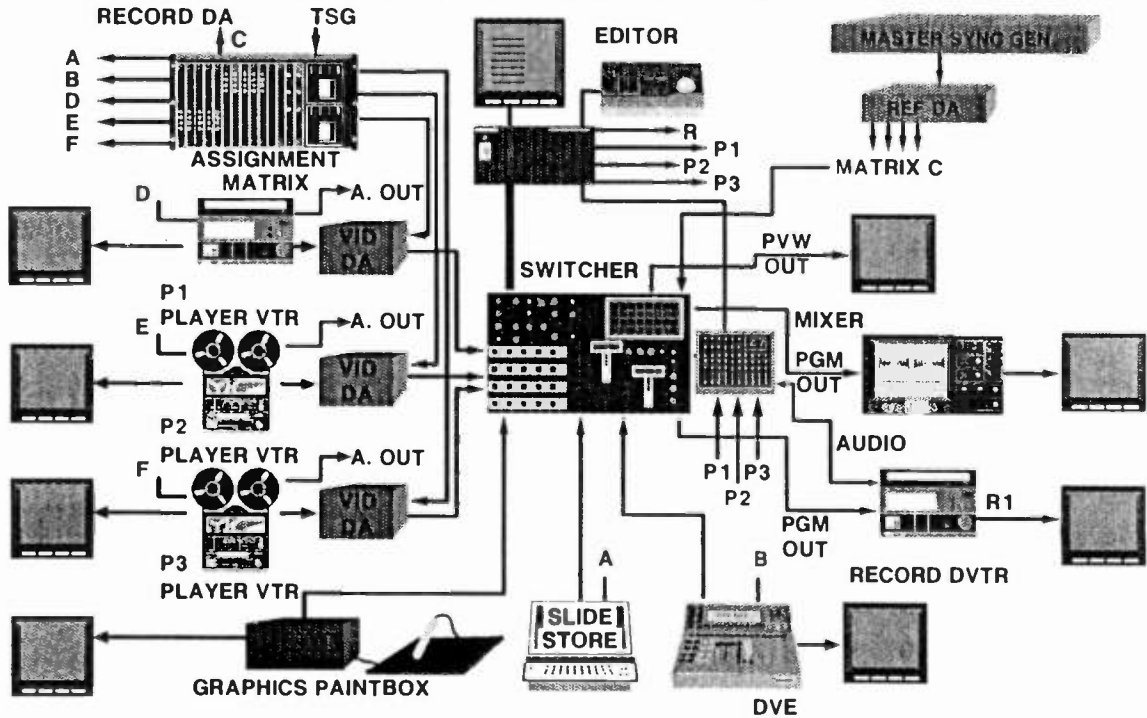 RECORD DA
TSG
C
A
B
D
E
F
ASSIGNMENT
MATRIX
EDITOR
R
P1
P2
P3
MASTER SYNC GEN.
REF DA
MATRIX C
D
A. OUT
VID
DA
P1
PLAYER VTR
E
A. OUT
VID
DA
P2
PLAYER VTR
F
A. OUT
VID
DA
P3
PLAYER VTR
SWITCHER
PVW
OUT
MIXER
PGM
OUT
AUDIO
P1
P3
P2
PGM
OUT
R1
RECORD DVTR
A
SLIDE
STORE
B
DVE
GRAPHICS PAINTBOX